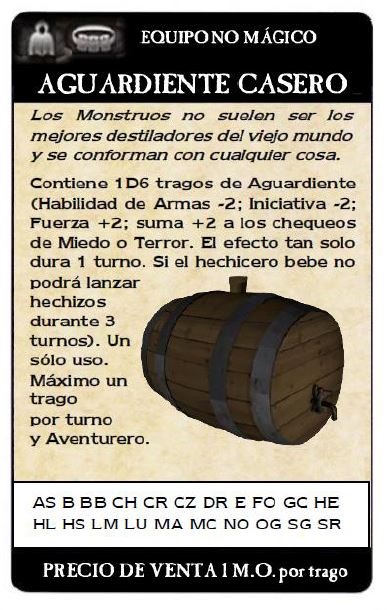 EQUIPO NO MÁGICO
AGUARDIENTE CASERO
Los Monstruos no suelen ser los
mejores destiladores del viejo mundo
y se conforman con cualquier cosa.
Contiene 1D6 tragos de Aguardiente
(Habilidad de Armas -2; Iniciativa -2;
Fuerza +2; suma +2 a los chequeos
de Miedo o Terror. El efecto tan solo
dura 1 turno. Si el hechicero bebe no
podrá lanzar
hechizos
durante 3
turnos). Un
sólo uso.
Máximo un
trago
por turno
y Aventurero.
AS B BB CH CR CZ DR E FO GC HE
HL HS LM LU MA MC NO OG SG SR
PRECIO DE VENTA 1 M.O. por trago